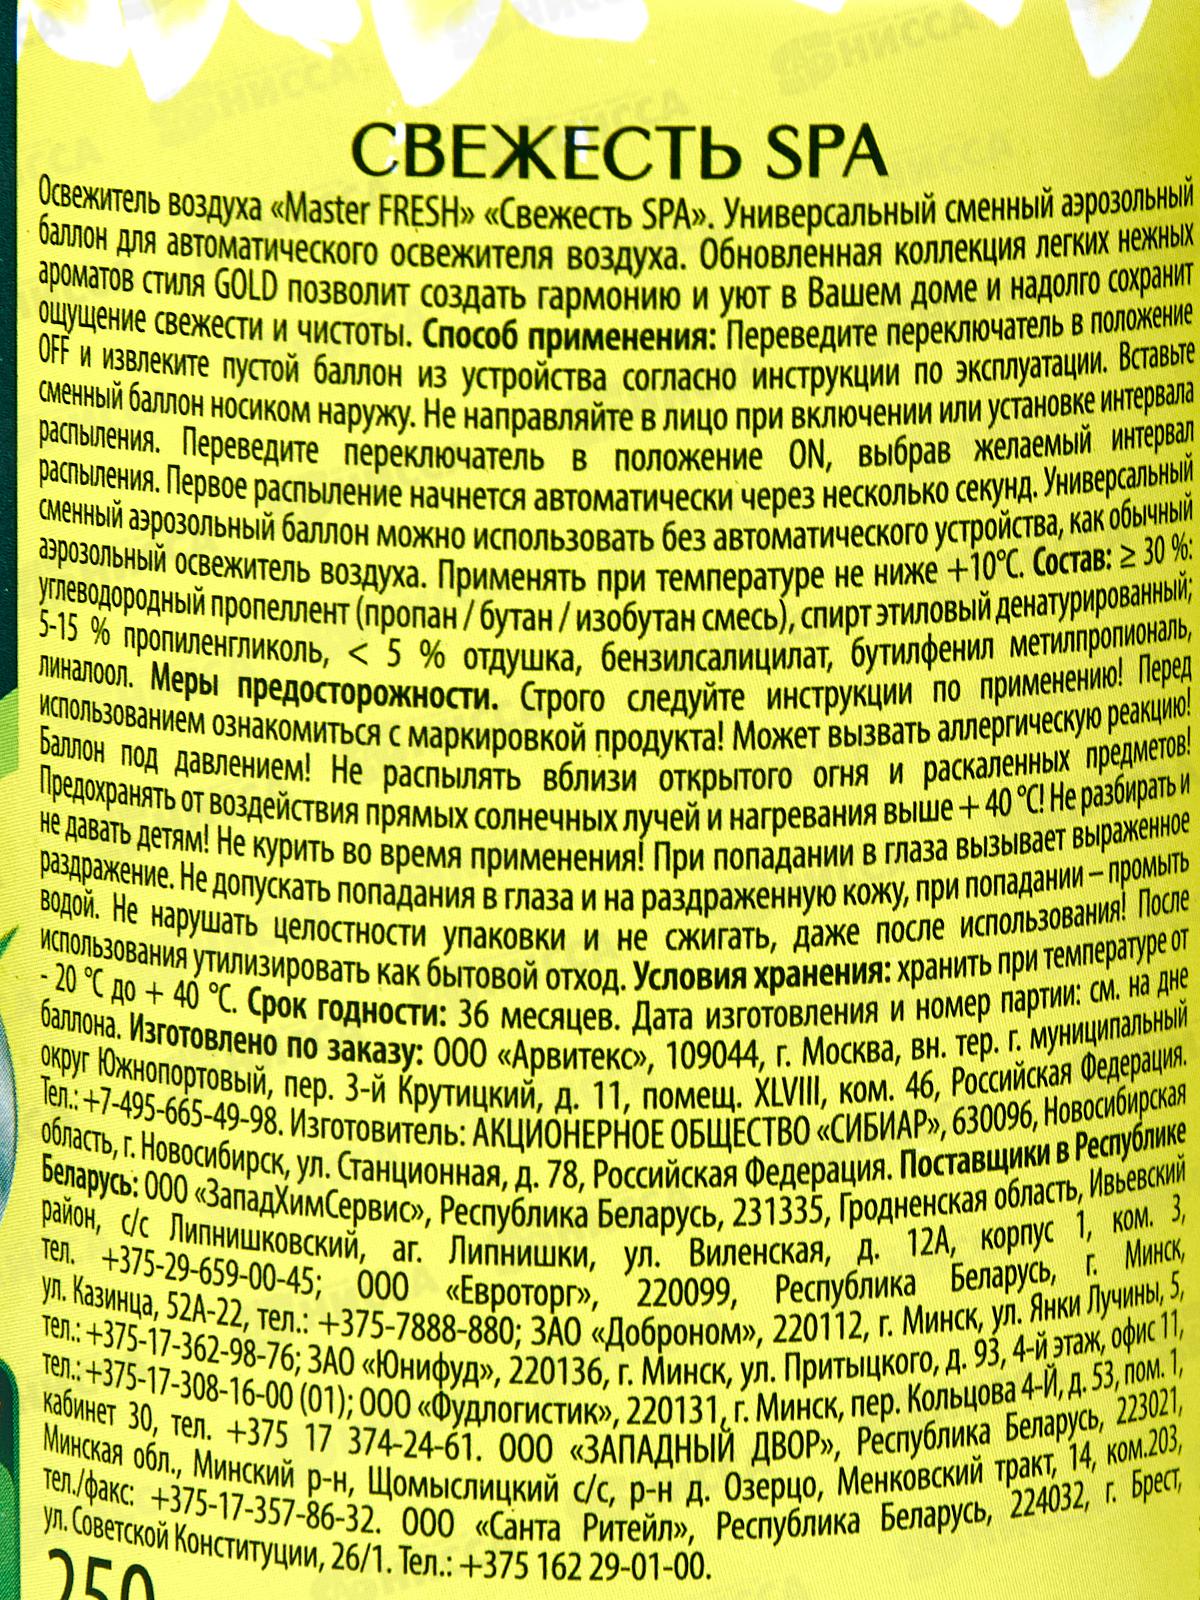 СВЕЖЕСТЬ SPA
Освежитель воздуха «Master FRESH» «Свежесть SPA». Универсальный сменный аэрозольный
баллон для автоматического освежителя воздуха. Обновленная коллекция легких нежных
ароматов стиля GOLD позволит создать гармонию и уют в Вашем доме и надолго сохранит
ощущение свежести и чистоты. Способ применения: Переведите переключатель в положение
OFF и извлеките пустой баллон из устройства согласно инструкции по эксплуатации. Вставьте
сменный баллон носиком наружу. Не направляйте в лицо при включении или установке интервала
распыления. Переведите переключатель в положение ON, выбрав желаемый интервал
распыления. Первое распыление начнется автоматически через несколько секунд. Универсальный
сменный аэрозольный баллон можно использовать без автоматического устройства, как обычный
аэрозольный освежитель воздуха. Применять при температуре не ниже +10°C. Состав: ≥ 30 %:
углеводородный пропеллент (пропан / бутан / изобутан смесь), спирт этиловый денатурированный;
5-15 % пропиленгликоль, < 5 % отдушка, бензилсалицилат, бутилфенил метилпропиональ,
линалоол. Меры предосторожности. Строго следуйте инструкции по применению! Перед
использованием ознакомиться с маркировкой продукта! Может вызвать аллергическую реакцию!
Баллон под давлением! Не распылять вблизи открытого огня и раскаленных предметов!
Предохранять от воздействия прямых солнечных лучей и нагревания выше + 40 °C! Не разбирать и
не давать детям! Не курить во время применения! При попадании в глаза вызывает выраженное
раздражение. Не допускать попадания в глаза и на раздраженную кожу, при попадании – промыть
водой. Не нарушать целостности упаковки и не сжигать, даже после использования! После
использования утилизировать как бытовой отход. Условия хранения: хранить при температуре от
- 20 °C до + 40 °C. Срок годности: 36 месяцев. Дата изготовления и номер партии: см. на дне
баллона. Изготовлено по заказу: ООО «Арвитекс», 109044, г. Москва, вн. тер. г. муниципальный
округ Южнопортовый, пер. 3-й Крутицкий, д. 11, помещ. XLVIII, ком. 46, Российская Федерация.
Тел.: +7-495-665-49-98. Изготовитель: АКЦИОНЕРНОЕ ОБЩЕСТВО «СИБИАР», 630096, Новосибирская
область, г. Новосибирск, ул. Станционная, д. 78, Российская Федерация. Поставщики в Республике
Беларусь: ООО «ЗападХимСервис», Республика Беларусь, 231335, Гродненская область, Ивьевский
район, с/с Липнишковский, аг. Липнишки, ул. Виленская, д. 12А, корпус 1, ком. 3,
тел. +375-29-659-00-45; ООО «Евроторг», 220099, Республика Беларусь, г. Минск,
ул. Казинца, 52А-22, тел.: +375-7888-880; ЗАО «Доброном», 220112, г. Минск, ул. Янки Лучины, 5,
тел.: +375-17-362-98-76; ЗАО «Юнифуд», 220136, г. Минск, ул. Притыцкого, д. 93, 4-й этаж, офис 11,
тел.: +375-17-308-16-00 (01); ООО «Фудлогистик», 220131, г. Минск, пер. Кольцова 4-Й, д. 53, пом. 1,
кабинет 30, тел. +375 17 374-24-61. ООО «ЗАПАДНЫЙ ДВОР», Республика Беларусь, 223021,
Минская обл., Минский р-н, Щомыслицкий с/с, р-н д. Озерцо, Менковский тракт, 14, ком.203,
тел./факс: +375-17-357-86-32. ООО «Санта Ритейл», Республика Беларусь, 224032, г. Брест,
ул. Советской Конституции, 26/1. Тел.: +375 162 29-01-00.
250